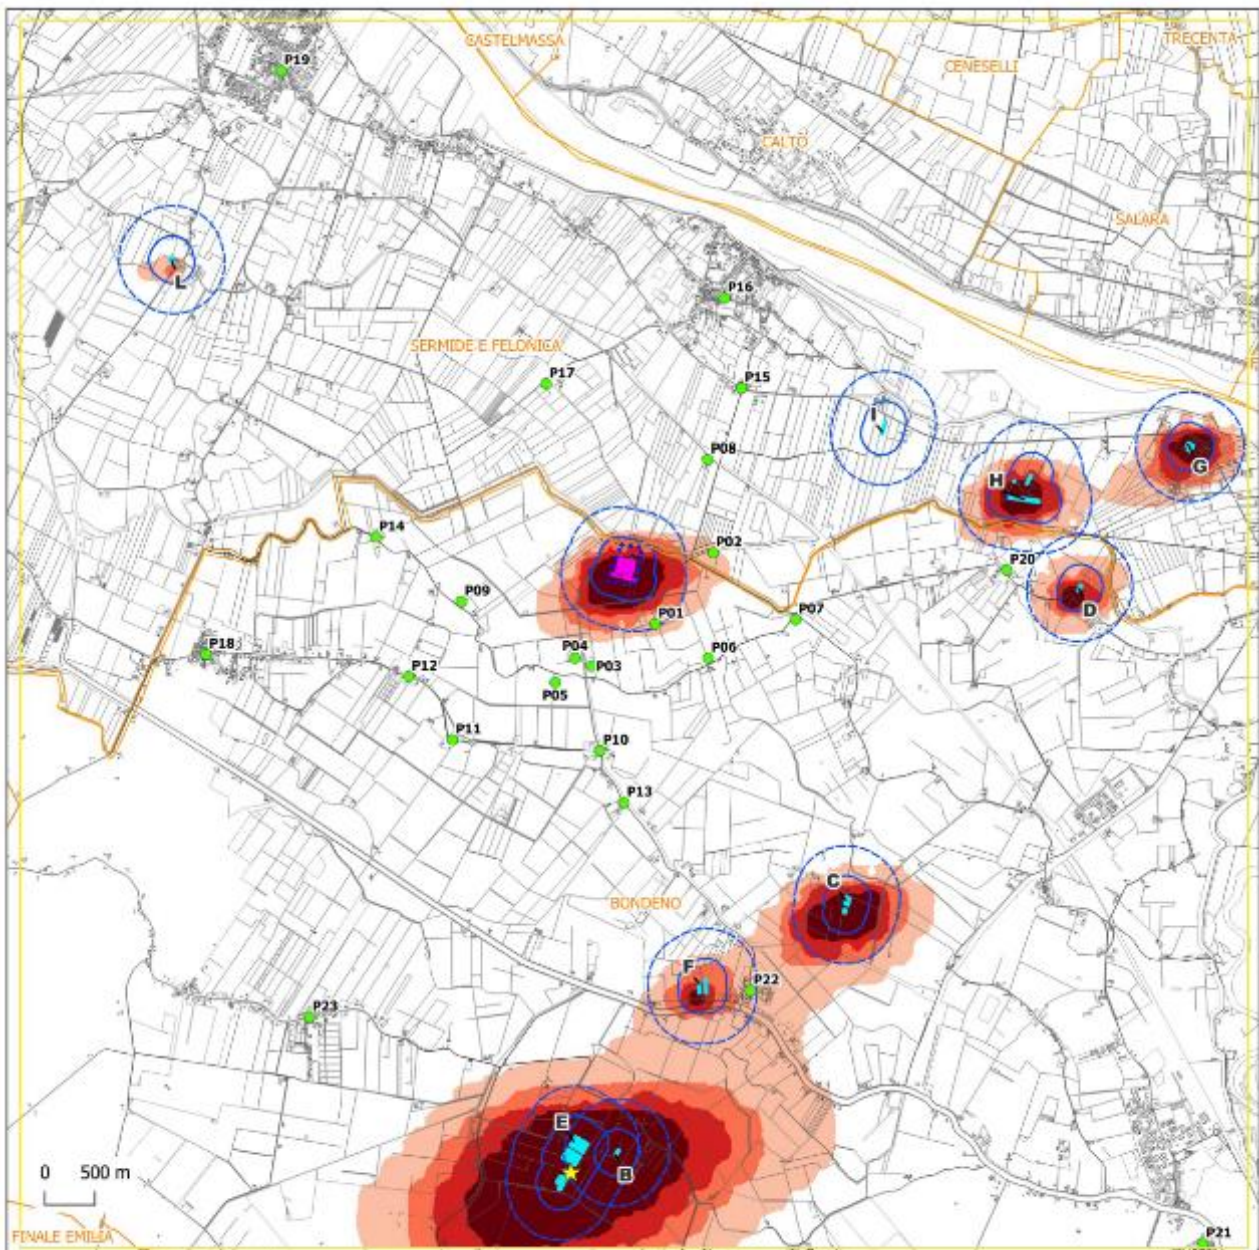 CASTELMASSA
TRECENTA
P19
CENESELLI
CALTO
SALARA
L
P16
SERMIDE E FELONICA
P17
P15
I
P08
H
G
P14
P02
P20
P09
P01
P07
D
P18
P04
P03
P06
P12
P05
P11
P10
P13
C
BONDENO
F
P22
P23
E
B
0 500 m
FINALE EMILIA
P21